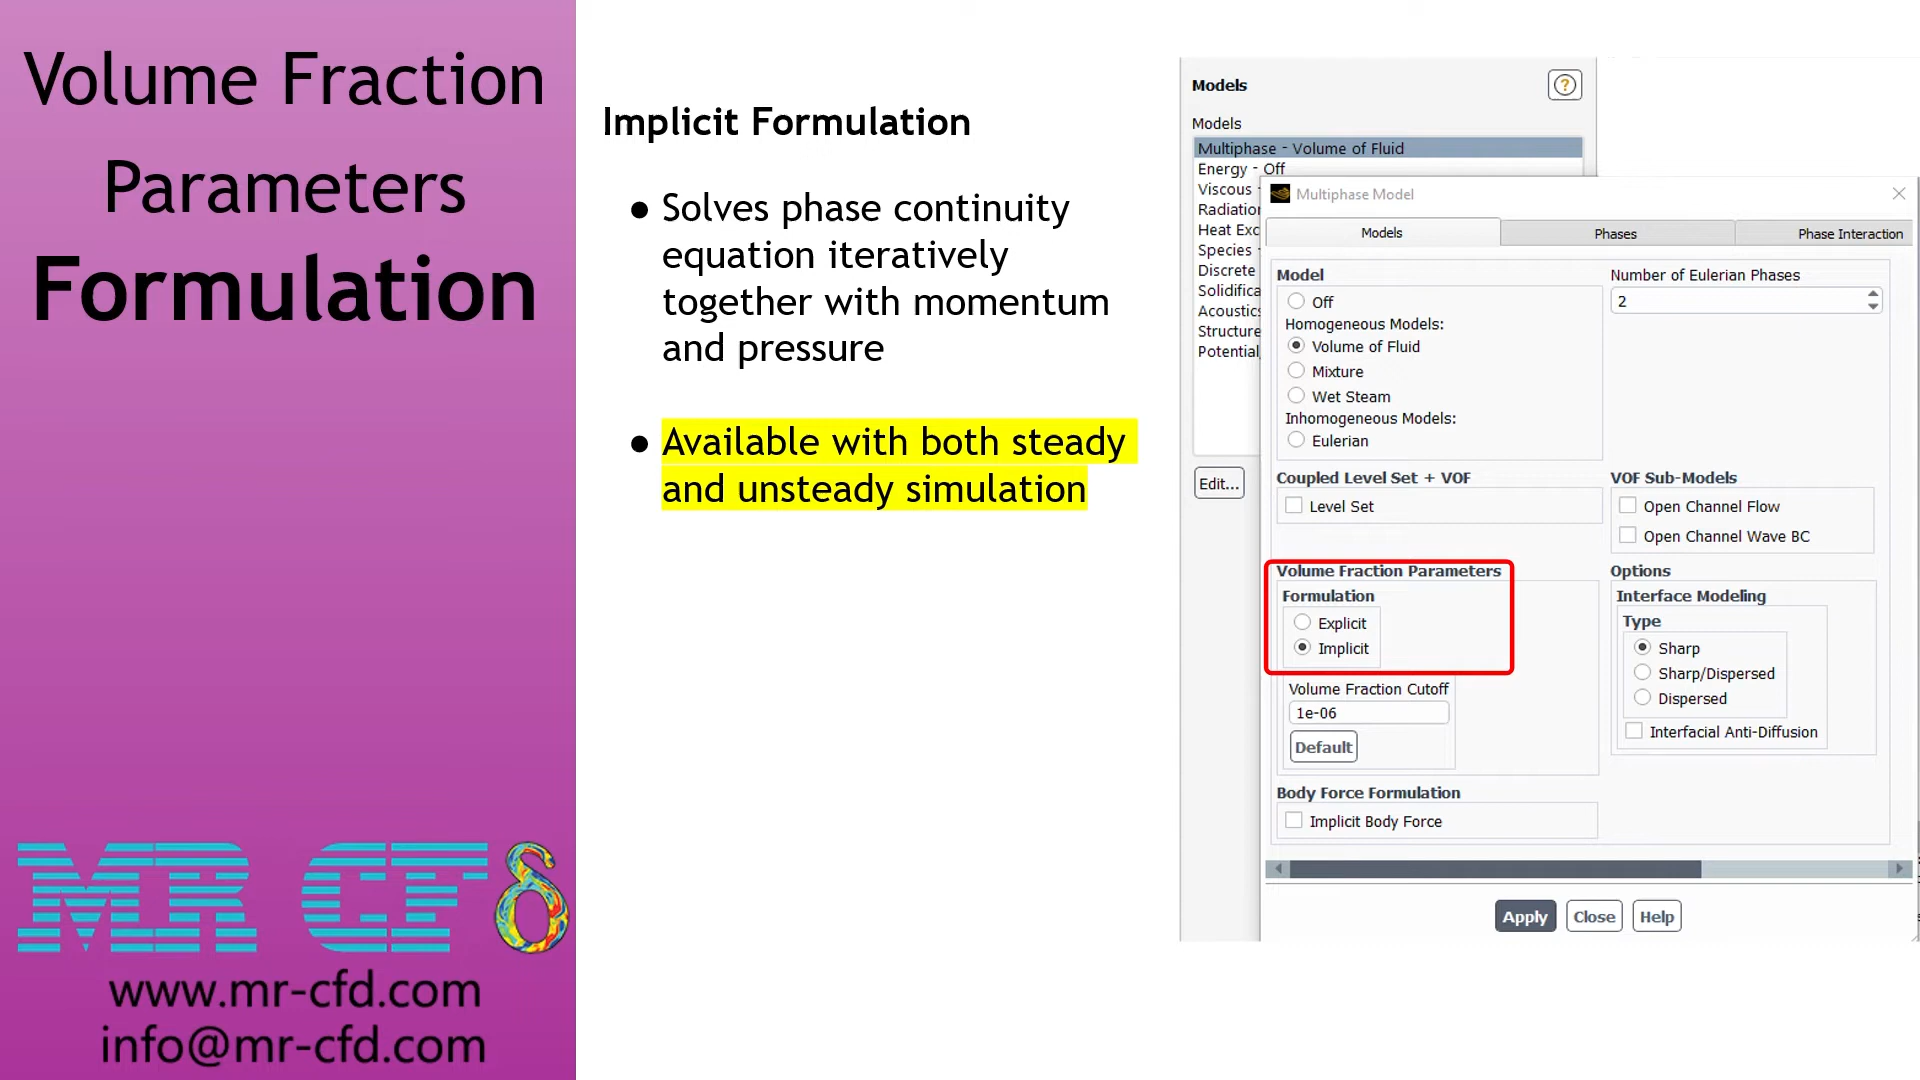 Volume Fraction
Parameters
Formulation
MR CFδ
www.mr-cfd.com
info@mr-cfd.com
Implicit Formulation
● Solves phase continuity
equation iteratively
together with momentum
and pressure
● Available with both steady
and unsteady simulation
Models
?
Models
Multiphase - Volume of Fluid
Energy - Off
Viscous -
Radiation
Heat Exc
Species -
Discrete
Solidifica
Acoustics
Structure
Potential
Edit...
Multiphase Model
Models
Phases
Phase Interaction
Model
Off
Homogeneous Models:
Volume of Fluid
Mixture
Wet Steam
Inhomogeneous Models:
Eulerian
Number of Eulerian Phases
2
Coupled Level Set + VOF
Level Set
VOF Sub-Models
Open Channel Flow
Open Channel Wave BC
Volume Fraction Parameters
Formulation
Explicit
Implicit
Volume Fraction Cutoff
1e-06
Default
Options
Interface Modeling
Type
Sharp
Sharp/Dispersed
Dispersed
Interfacial Anti-Diffusion
Body Force Formulation
Implicit Body Force
Apply
Close
Help